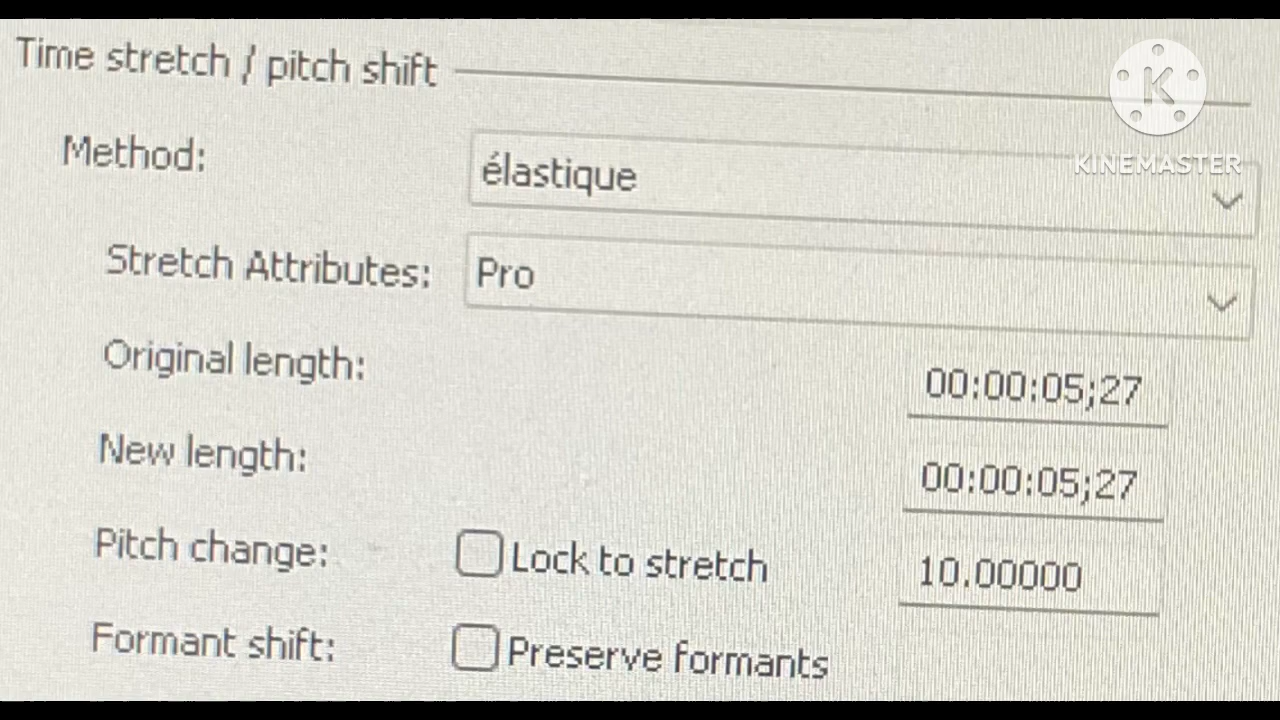 Time stretch / pitch shift
K
KINEMASTER
Method: élastique
Stretch Attributes: Pro
Original length: 00:00:05;27
New length: 00:00:05;27
Pitch change: Lock to stretch 10.00000
Formant shift: Preserve formants